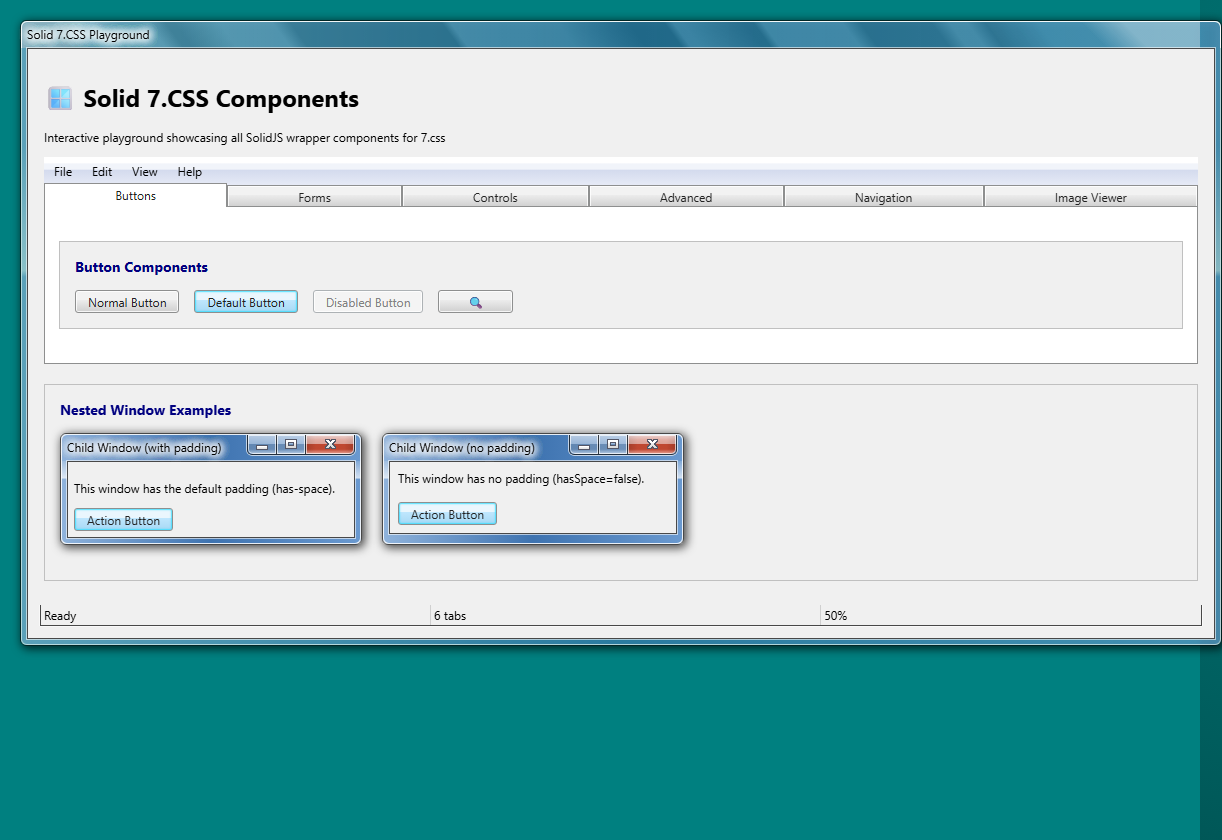 Solid 7.CSS Playground
Solid 7.CSS Components
Interactive playground showcasing all SolidJS wrapper components for 7.css
File Edit View Help
Buttons Forms Controls Advanced Navigation Image Viewer
Button Components
Normal Button Default Button Disabled Button
Nested Window Examples
Child Window (with padding)
This window has the default padding (has-space).
Action Button
Child Window (no padding)
This window has no padding (hasSpace=false).
Action Button
Ready 6 tabs 50%